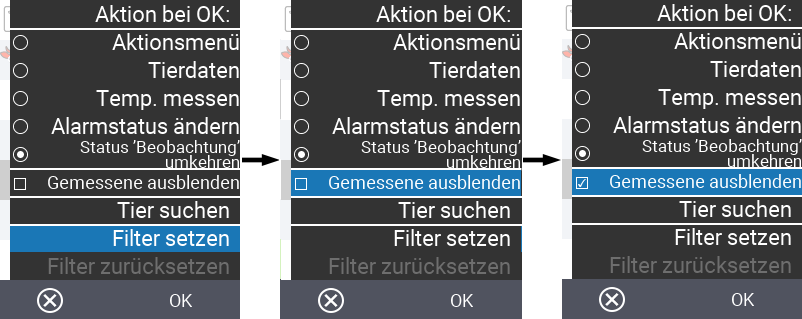 Aktion bei OK:
Aktionsmenü
Tierdaten
Temp. messen
Alarmstatus ändern
Status 'Beobachtung'
umkehren
Gemessene ausblenden
Tier suchen
Filter setzen
Filter zurücksetzen
OK
Aktion bei OK:
Aktionsmenü
Tierdaten
Temp. messen
Alarmstatus ändern
Status 'Beobachtung'
umkehren
Gemessene ausblenden
Tier suchen
Filter setzen
Filter zurücksetzen
OK
Aktion bei OK:
Aktionsmenü
Tierdaten
Temp. messen
Alarmstatus ändern
Status 'Beobachtung'
umkehren
Gemessene ausblenden
Tier suchen
Filter setzen
Filter zurücksetzen
OK